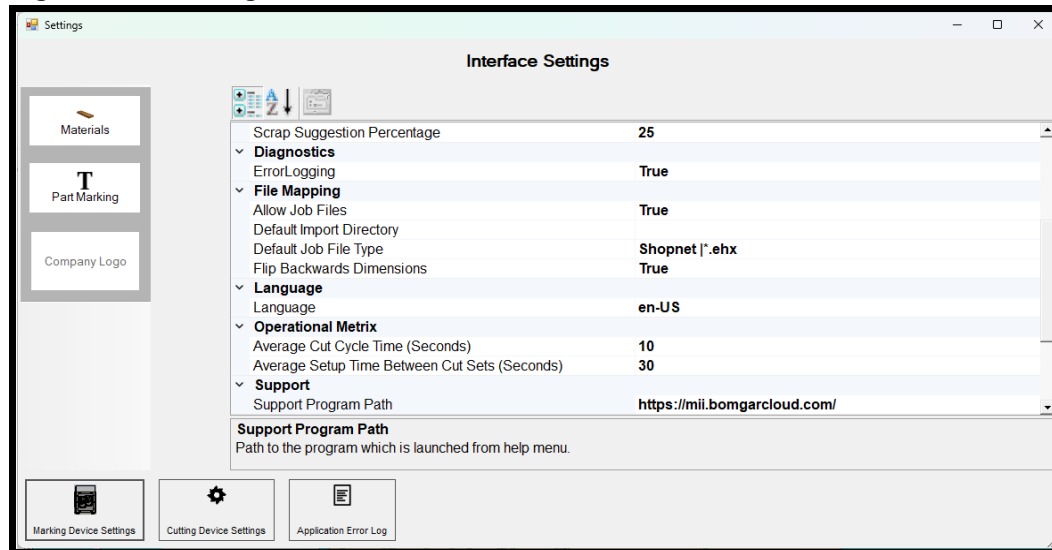 Settings
Interface Settings
Materials
T
Part Marking
Company Logo
A
Z
Scrap Suggestion Percentage 25
Diagnostics
ErrorLogging True
File Mapping
Allow Job Files True
Default Import Directory
Default Job File Type Shopnet |*.ehx
Flip Backwards Dimensions True
Language
Language en-US
Operational Metrix
Average Cut Cycle Time (Seconds) 10
Average Setup Time Between Cut Sets (Seconds) 30
Support
Support Program Path https://mii.bomgarcloud.com/
Support Program Path
Path to the program which is launched from help menu.
Marking Device Settings
Cutting Device Settings
Application Error Log